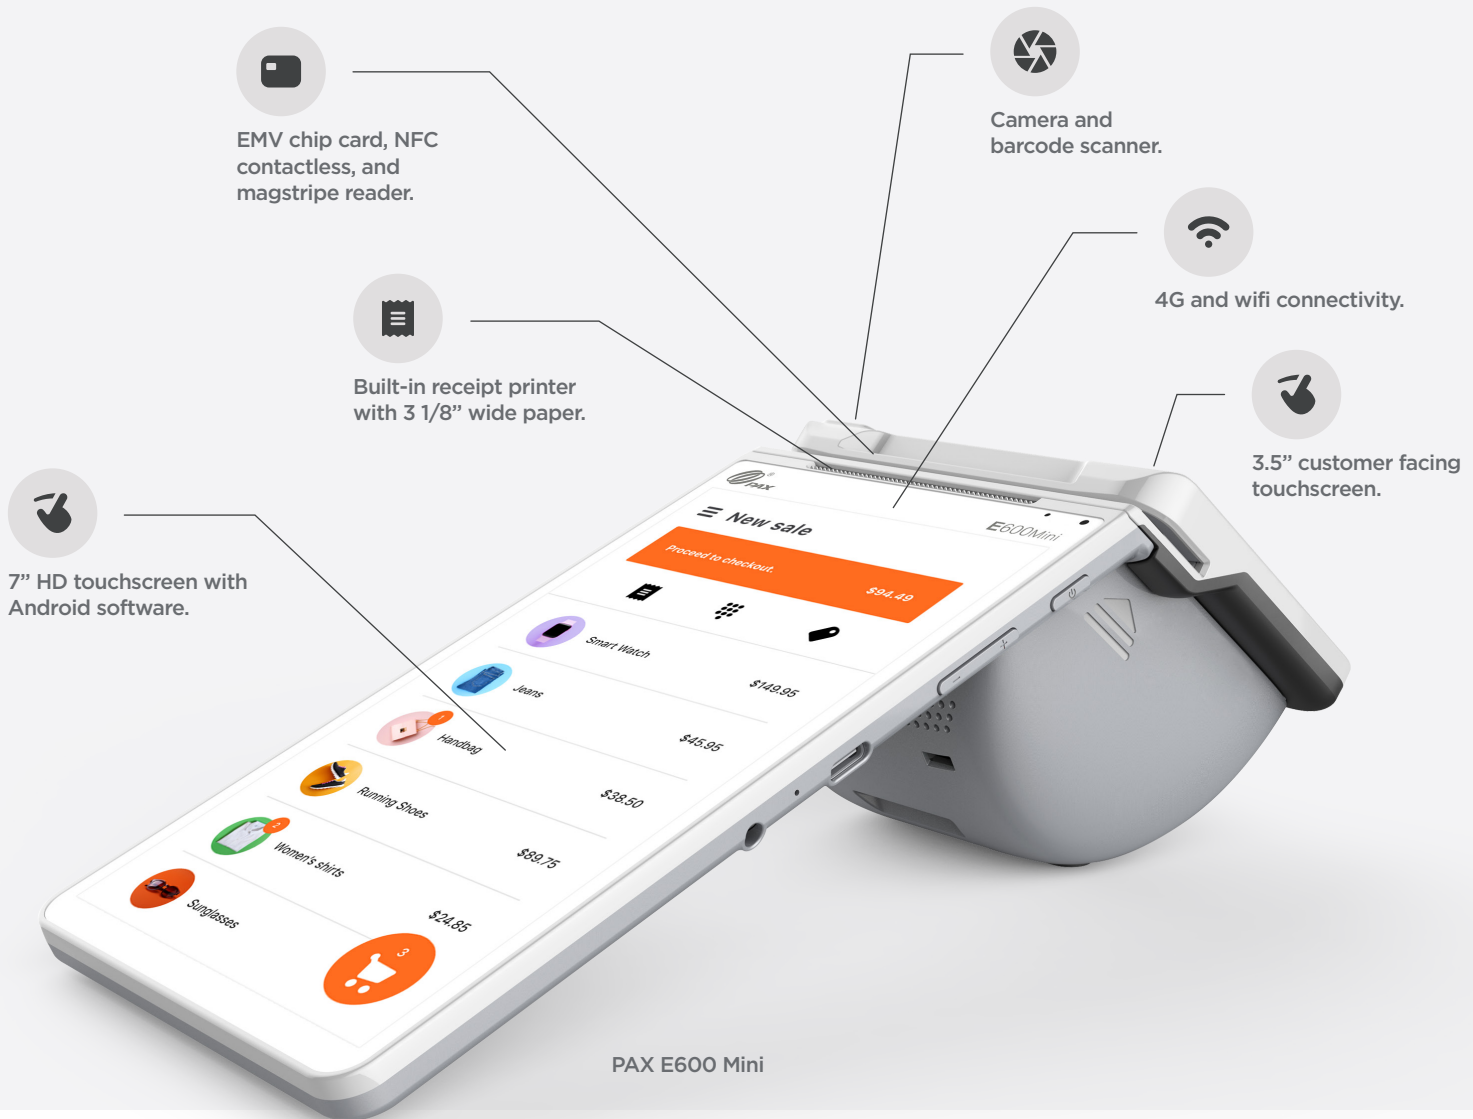 EMV chip card, NFC
contactless, and
magstripe reader.
Camera and
barcode scanner.
4G and wifi connectivity.
Built-in receipt printer
with 3 1/8” wide paper.
3.5” customer facing
touchscreen.
7” HD touchscreen with
Android software.
PAX®
E600Mini
New sale
Proceed to checkout.
$94.49
Smart Watch
$149.95
Jeans
$45.95
1
Handbag
$38.50
Running Shoes
$89.75
2
Women's shirts
$24.85
Sunglasses
3
PAX E600 Mini